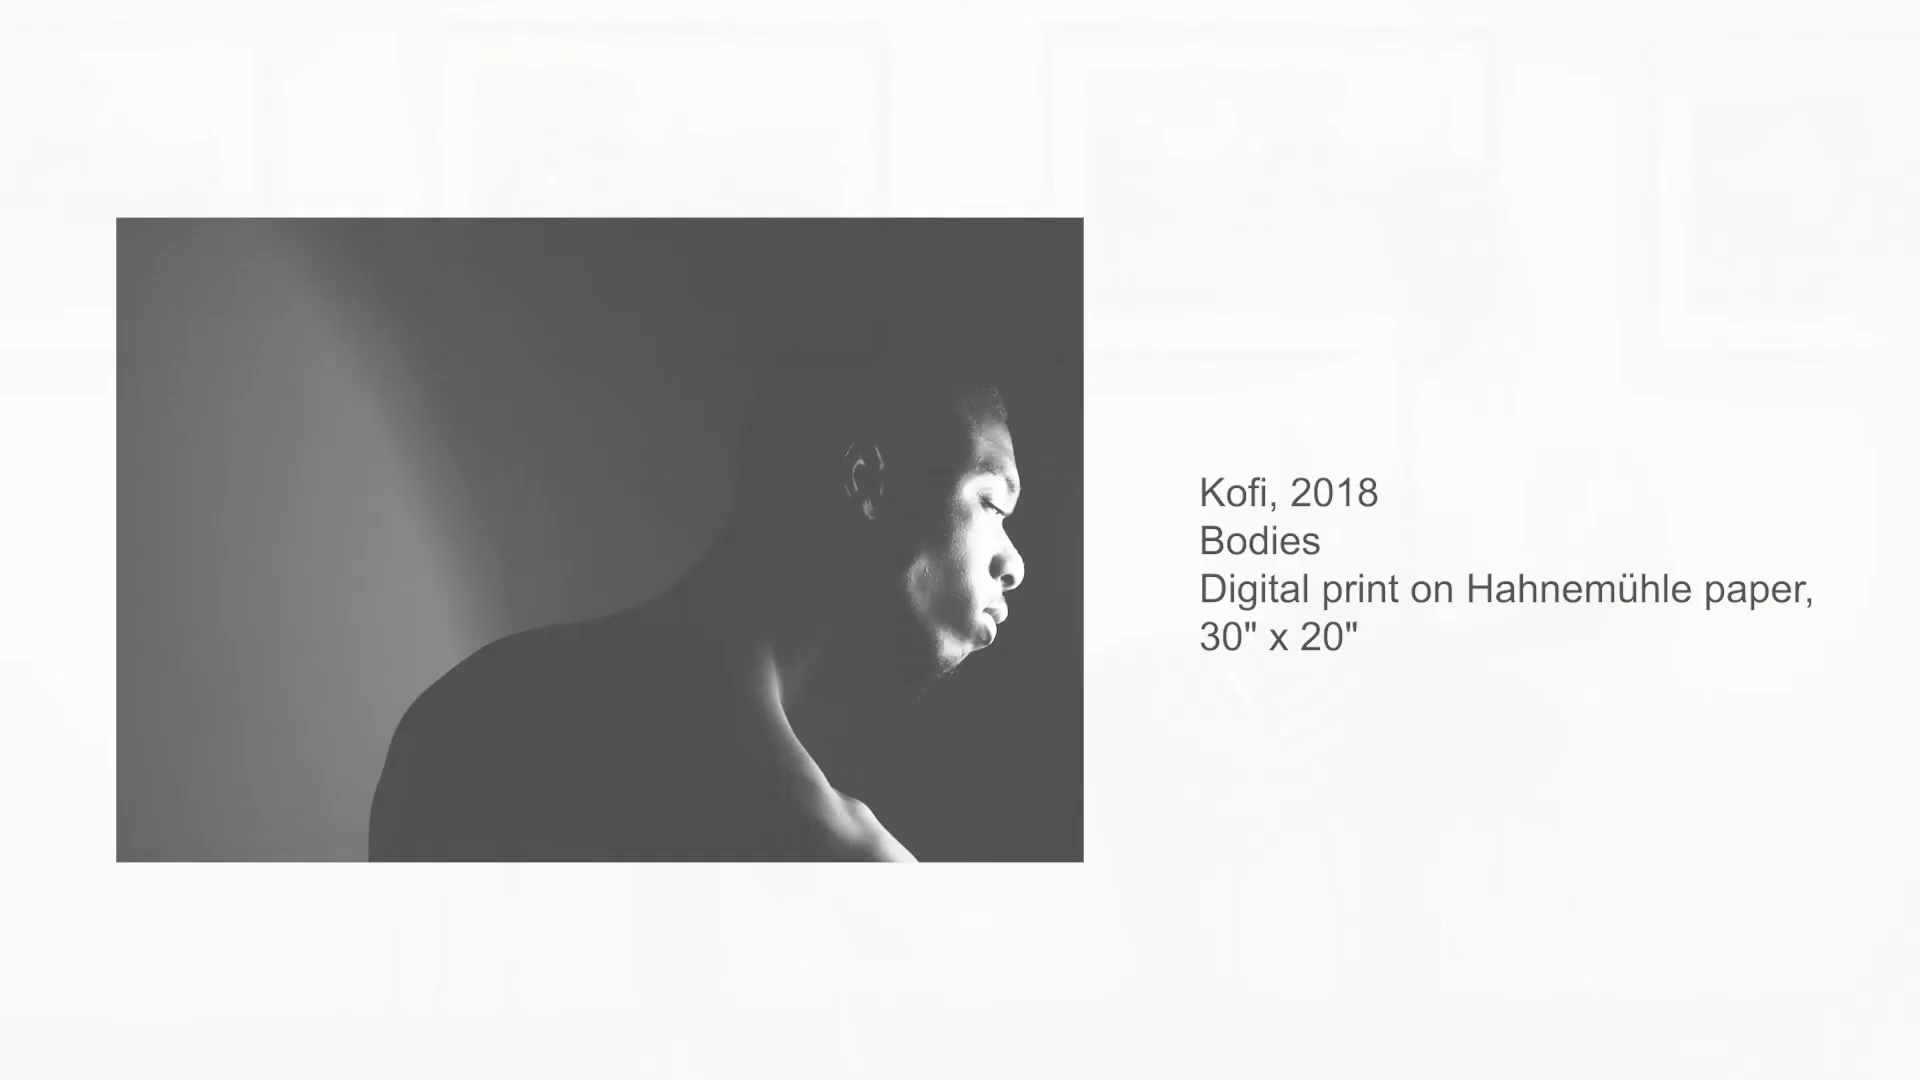 Kofi, 2018
Bodies
Digital print on Hahnemühle paper,
30" x 20"